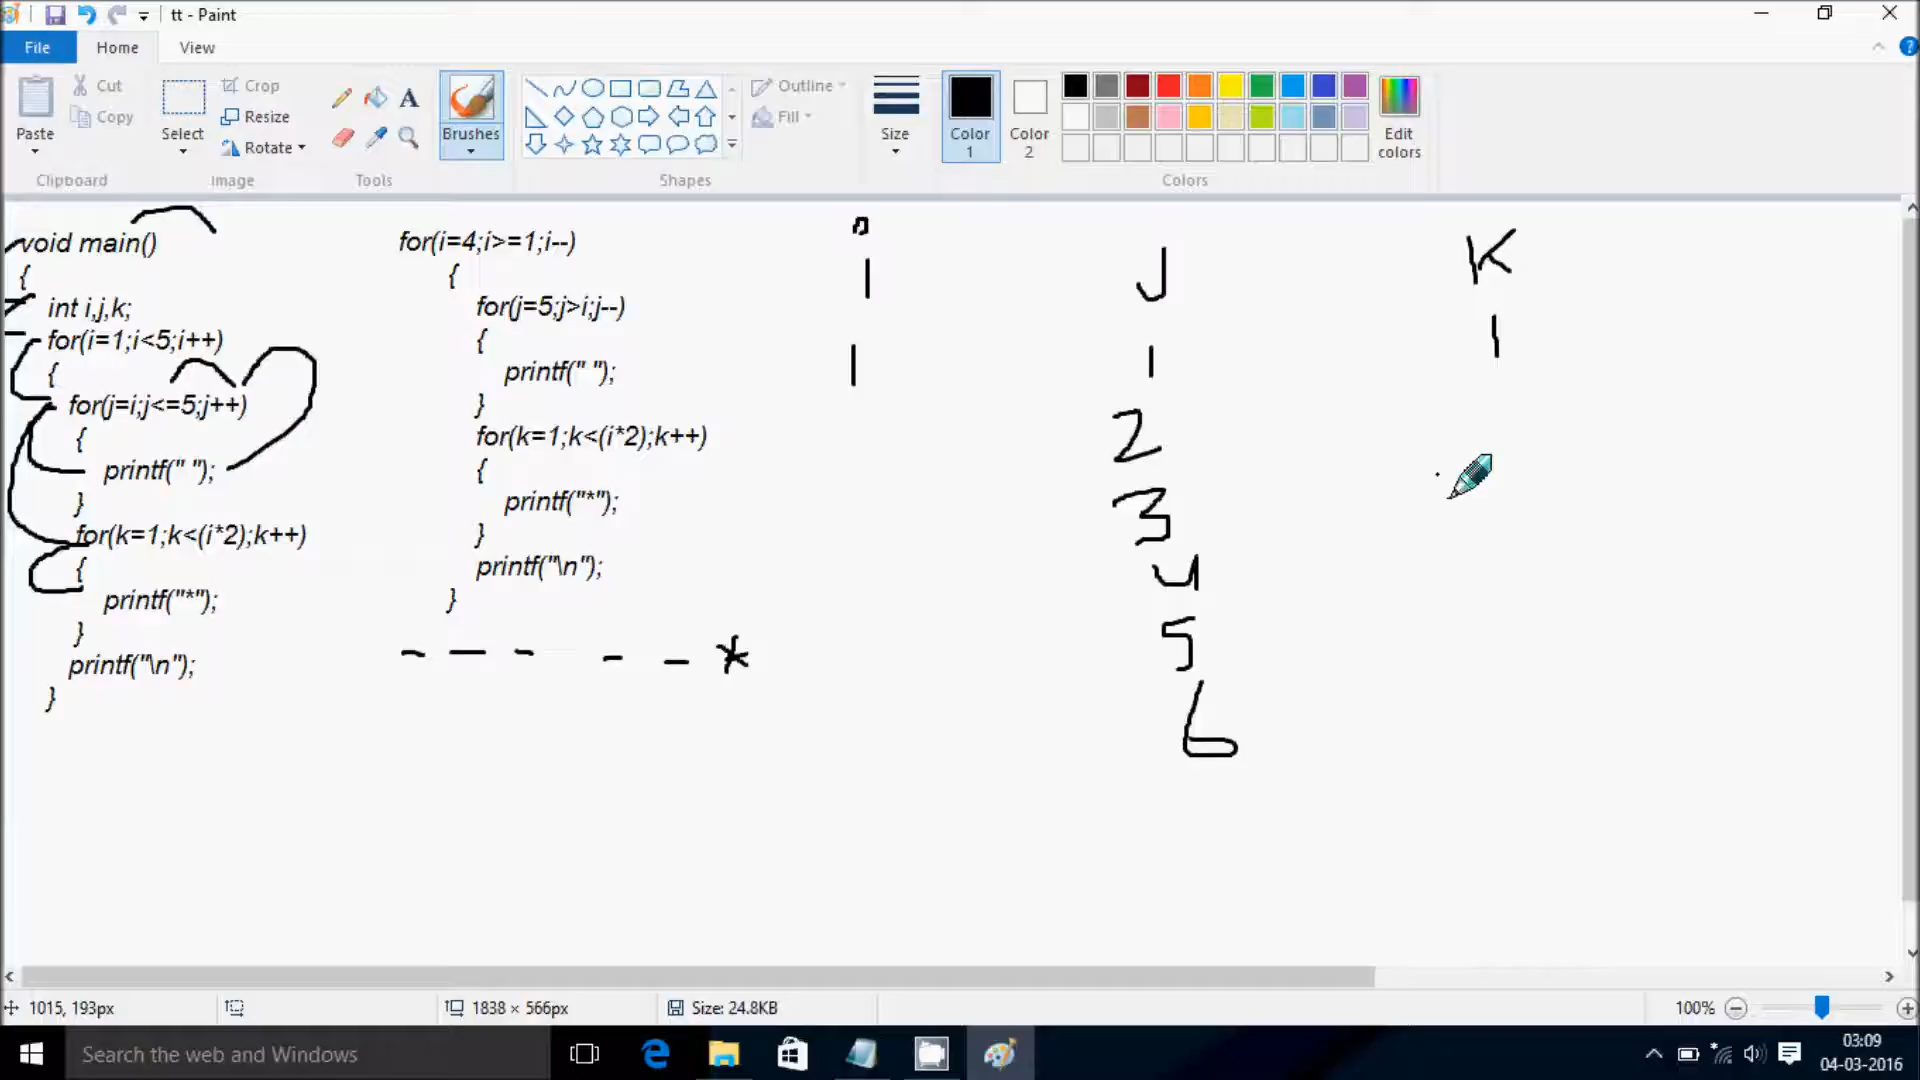 tt - Paint
File Home View
Paste
Cut
Copy
Clipboard
Select
Crop
Resize
Rotate
Image
Tools
Brushes
Shapes
Outline
Fill
Size
Color 1
Color 2
Edit colors
Colors
void main()
{
int i,j,k;
for(i=1;i<5;i++)
{
for(j=i;j<=5;j++)
{
printf(" ");
}
for(k=1;k<(i*2);k++)
{
printf("*");
}
printf("\n");
}
for(i=4;i>=1;i--)
{
for(j=5;j>i;j--)
{
printf(" ");
}
for(k=1;k<(i*2);k++)
{
printf("*");
}
printf("\n");
}
- - - - - *
i
1
J
1
2
3
4
5
6
K
1
1015, 193px
1838 × 566px
Size: 24.8KB
100%
Search the web and Windows
03:09
04-03-2016